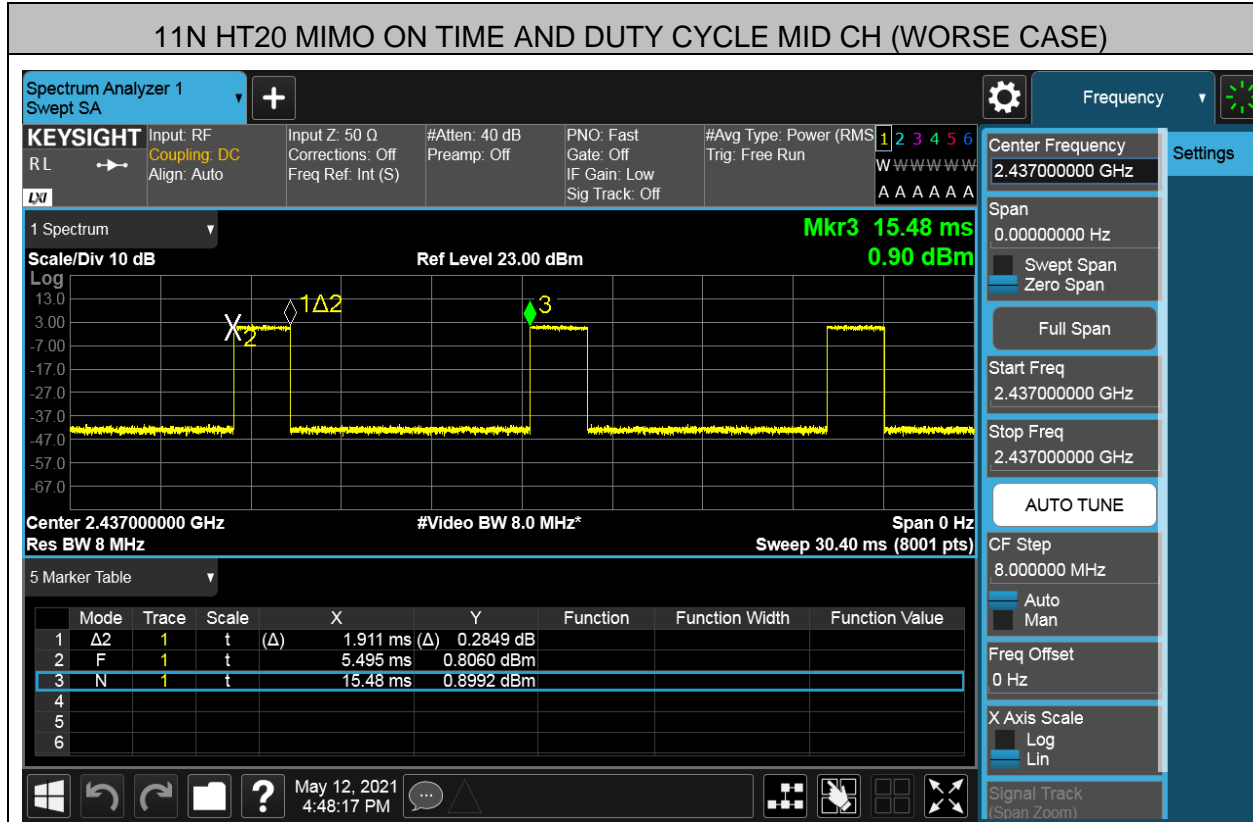 11N HT20 MIMO ON TIME AND DUTY CYCLE MID CH (WORSE CASE)
Spectrum Analyzer 1
Swept SA
Frequency
KEYSIGHT
R L
LXI
Input: RF
Coupling: DC
Align: Auto
Input Z: 50 Ω
Corrections: Off
Freq Ref: Int (S)
#Atten: 40 dB
Preamp: Off
PNO: Fast
Gate: Off
IF Gain: Low
Sig Track: Off
#Avg Type: Power (RMS
Trig: Free Run
1 2 3 4 5 6
W W W W W W
A A A A A A
1 Spectrum
Mkr3 15.48 ms
0.90 dBm
Scale/Div 10 dB
Ref Level 23.00 dBm
Log
13.0
3.00
-7.00
-17.0
-27.0
-37.0
-47.0
-57.0
-67.0
X2
1Δ2
3
Center 2.437000000 GHz
#Video BW 8.0 MHz*
Span 0 Hz
Res BW 8 MHz
Sweep 30.40 ms (8001 pts)
5 Marker Table
Mode Trace Scale X Y Function Function Width Function Value
1 Δ2 1 t (Δ) 1.911 ms (Δ) 0.2849 dB
2 F 1 t 5.495 ms 0.8060 dBm
3 N 1 t 15.48 ms 0.8992 dBm
4
5
6
?
May 12, 2021
4:48:17 PM
Center Frequency
2.437000000 GHz
Span
0.00000000 Hz
Swept Span
Zero Span
Full Span
Start Freq
2.437000000 GHz
Stop Freq
2.437000000 GHz
AUTO TUNE
CF Step
8.000000 MHz
Auto
Man
Freq Offset
0 Hz
X Axis Scale
Log
Lin
Signal Track
(Span Zoom)
Settings